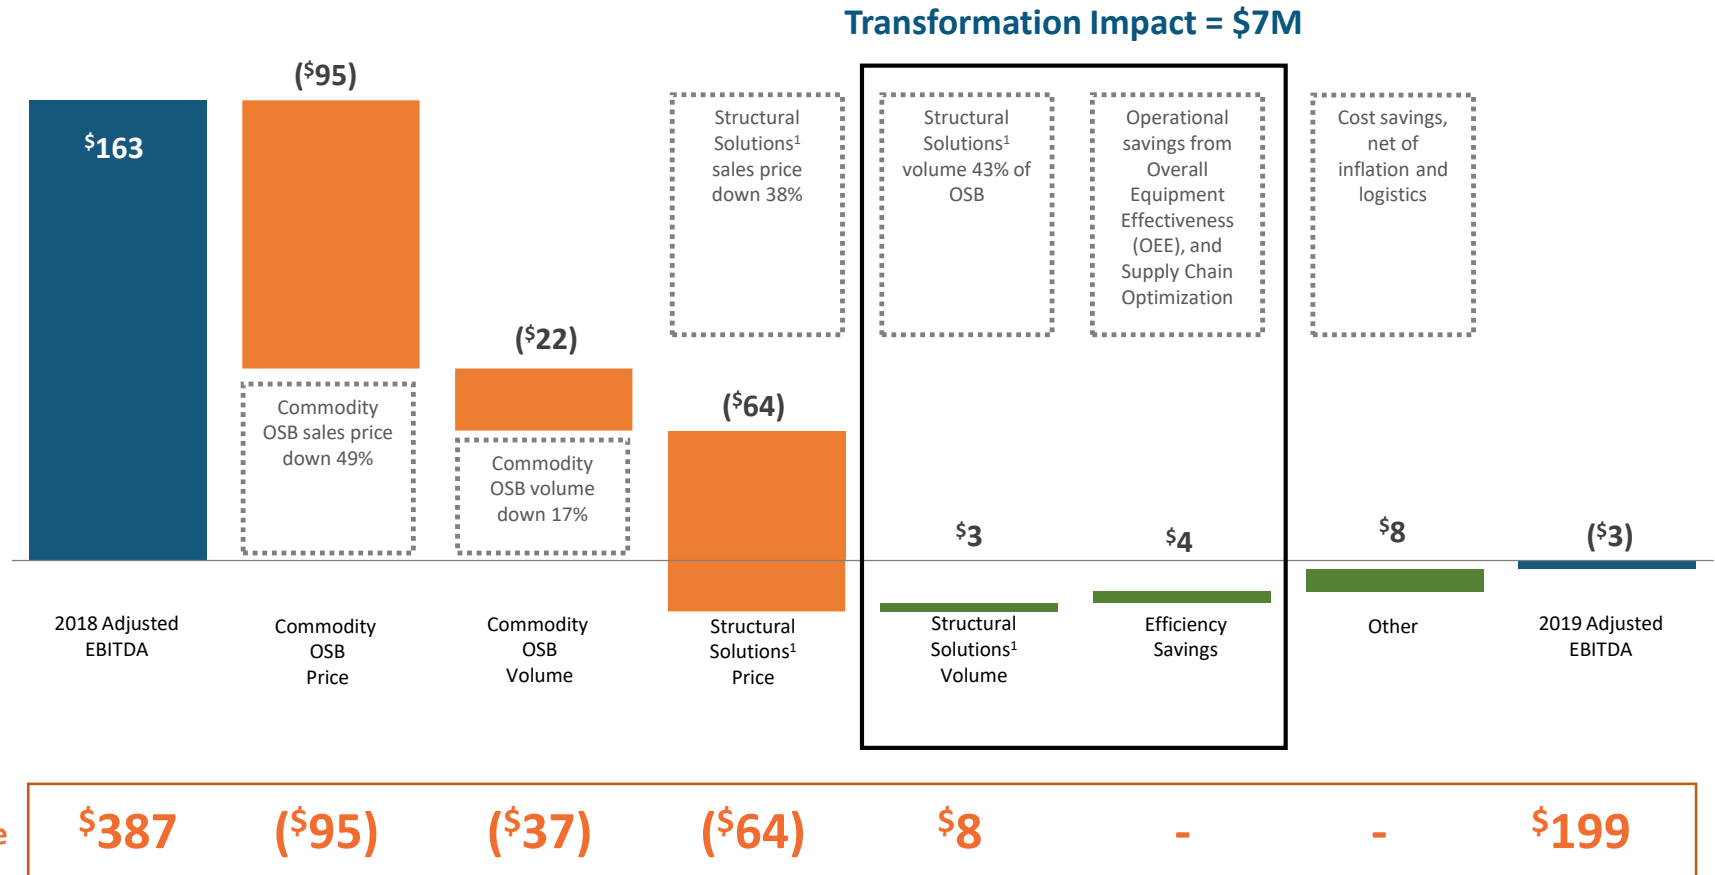 Transformation Impact = $7M
($95)
$163
Structural
Solutions¹
sales price
down 38%
Structural
Solutions¹
volume 43% of
OSB
Operational
savings from
Overall
Equipment
Effectiveness
(OEE), and
Supply Chain
Optimization
Cost savings,
net of
inflation and
logistics
($22)
Commodity
OSB sales price
down 49%
($64)
Commodity
OSB volume
down 17%
$3
$4
$8
($3)
2018 Adjusted
EBITDA
Commodity
OSB
Price
Commodity
OSB
Volume
Structural
Solutions¹
Price
Structural
Solutions¹
Volume
Efficiency
Savings
Other
2019 Adjusted
EBITDA
$387 ($95) ($37) ($64) $8 - - $199